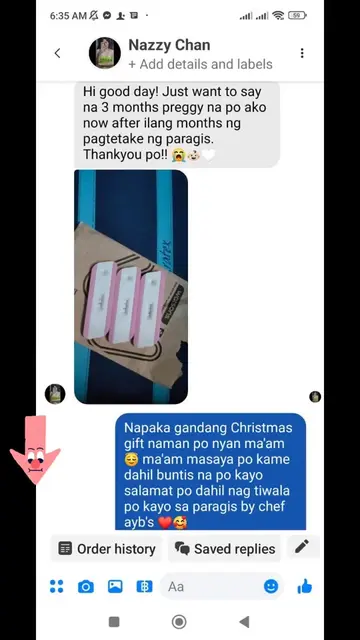 6:35 AM
59
Nazzy Chan
+ Add details and labels
Hi good day! Just want to say
na 3 months preggy na po ako
now after ilang months ng
pagtetake ng paragis.
Thankyou po!! 😭👶🏻🤍
Napaka gandang Christmas
gift naman po nyan ma'am
😌 ma'am masaya po kame
dahil buntis na po kayo
salamat po dahil nag tiwala
po kayo sa paragis by chef
ayb's ❤️🥰
Order history
Saved replies
Aa